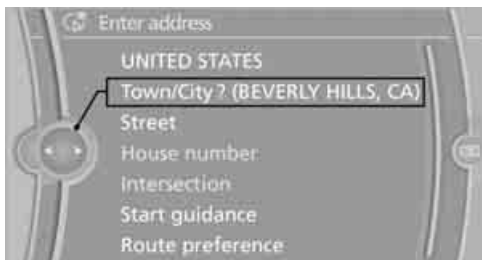 Enter address
UNITED STATES
Town/City ? (BEVERLY HILLS, CA)
Street
House number
Intersection
Start guidance
Route preference